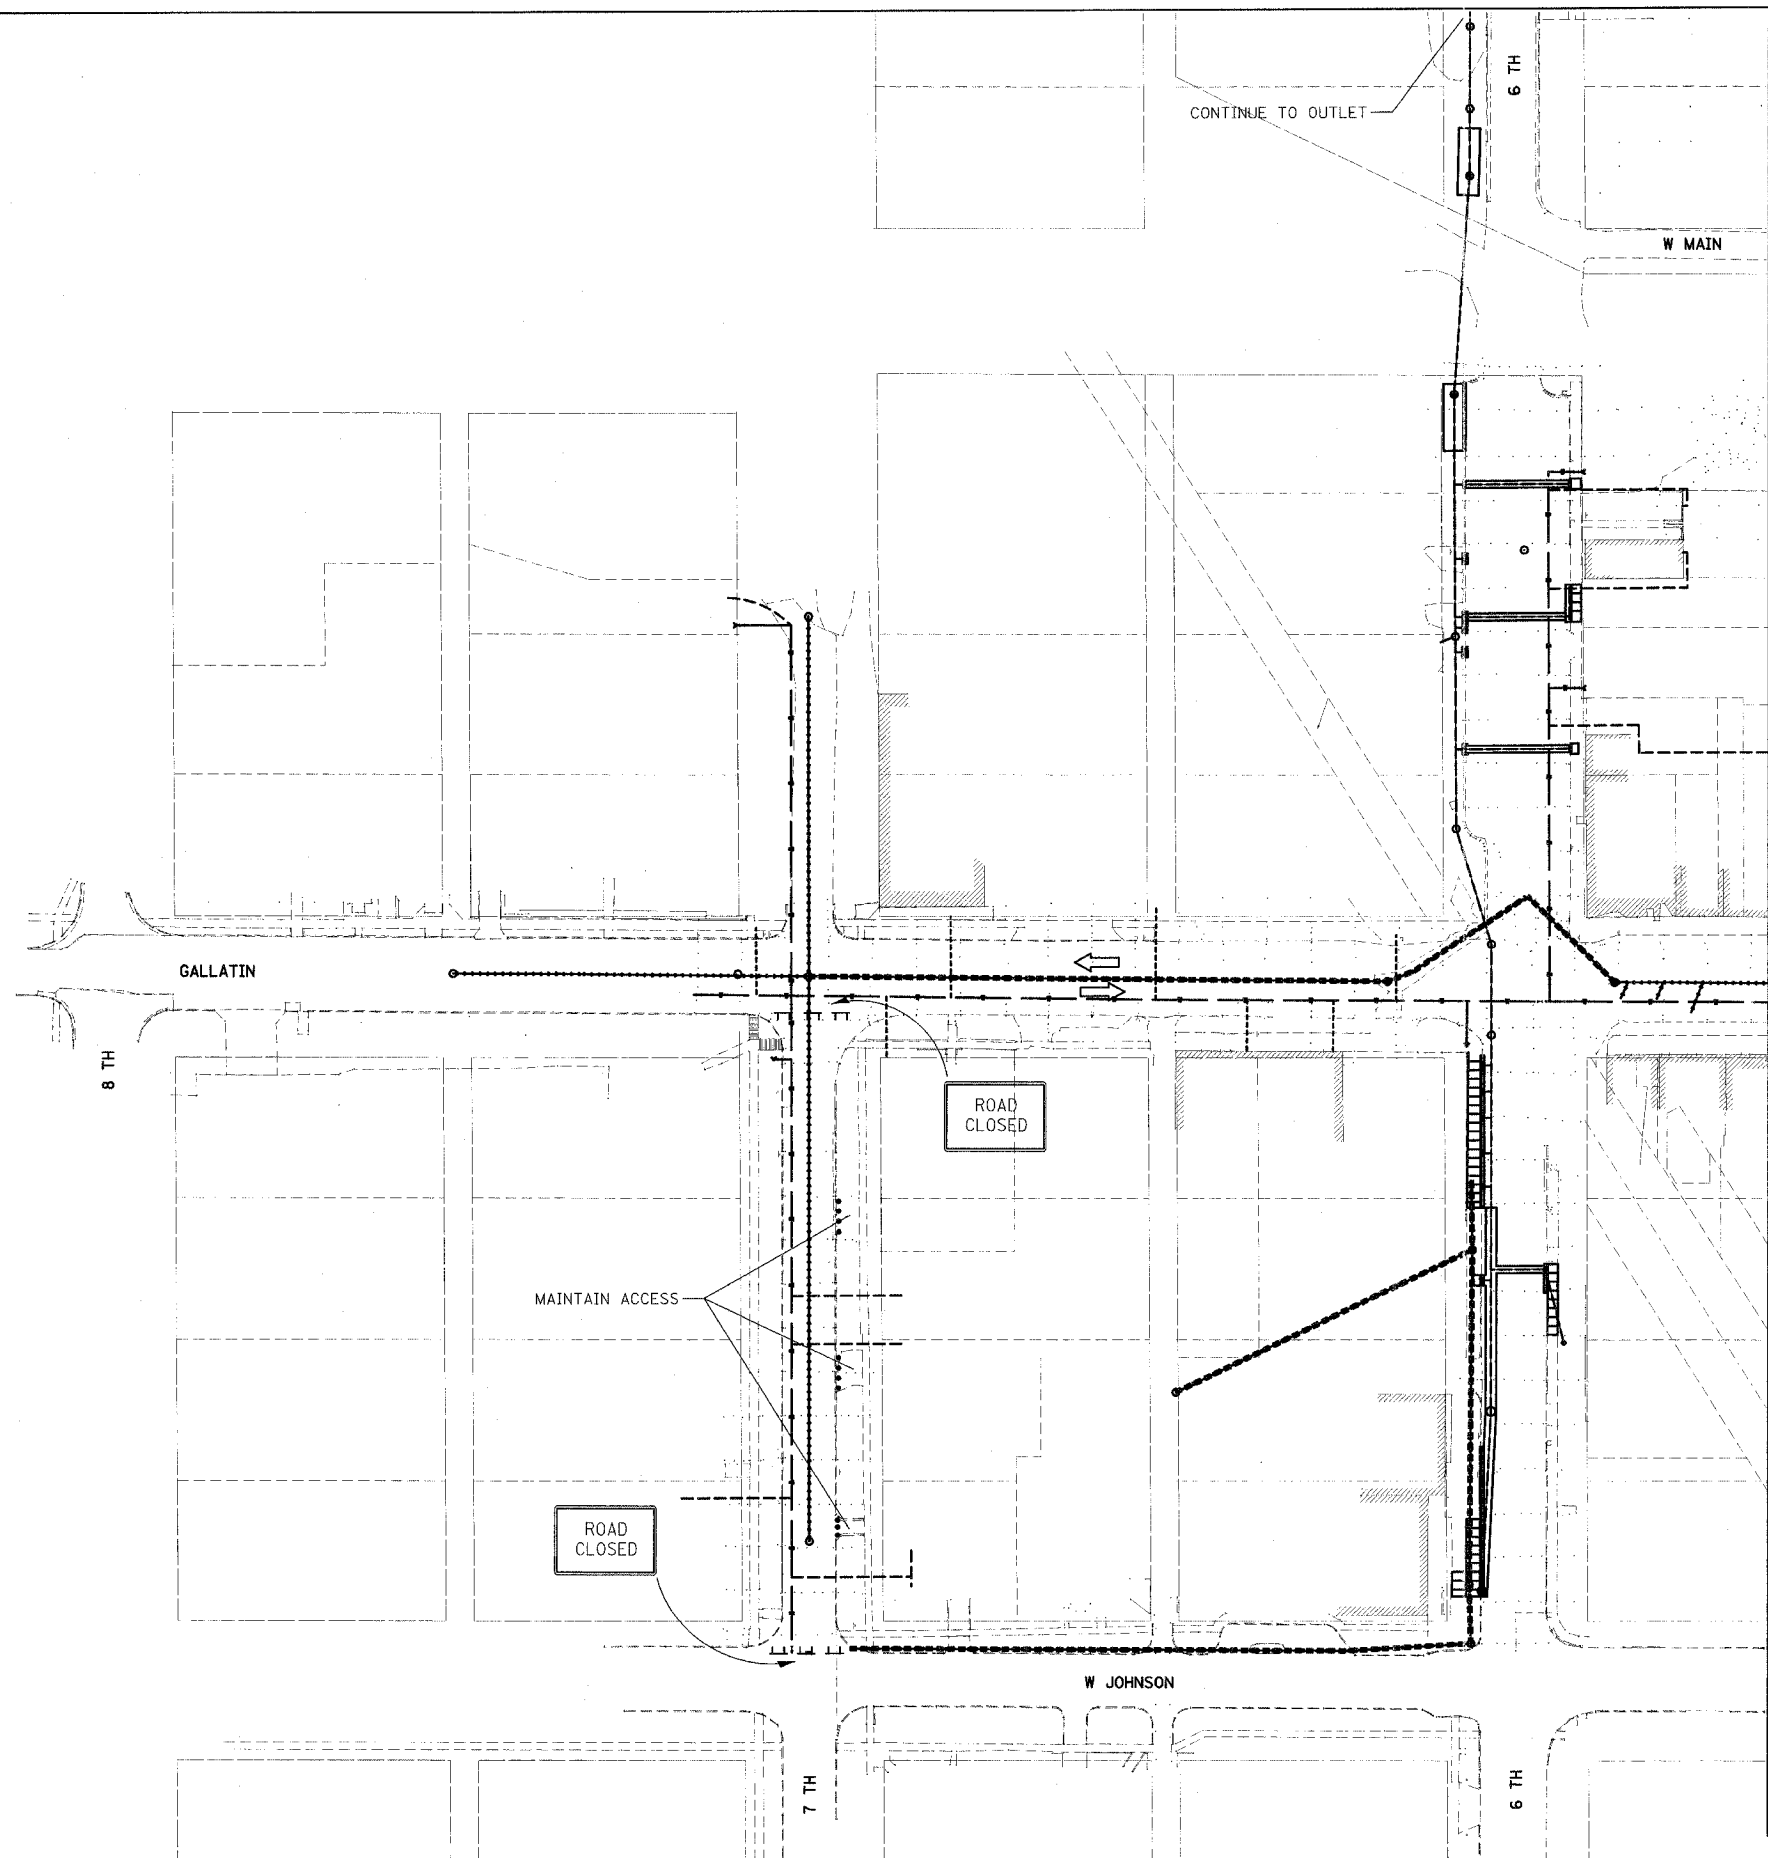 6 TH
CONTINUE TO OUTLET
W MAIN
GALLATIN
8 TH
ROAD
CLOSED
MAINTAIN ACCESS
ROAD
CLOSED
W JOHNSON
7 TH
6 TH